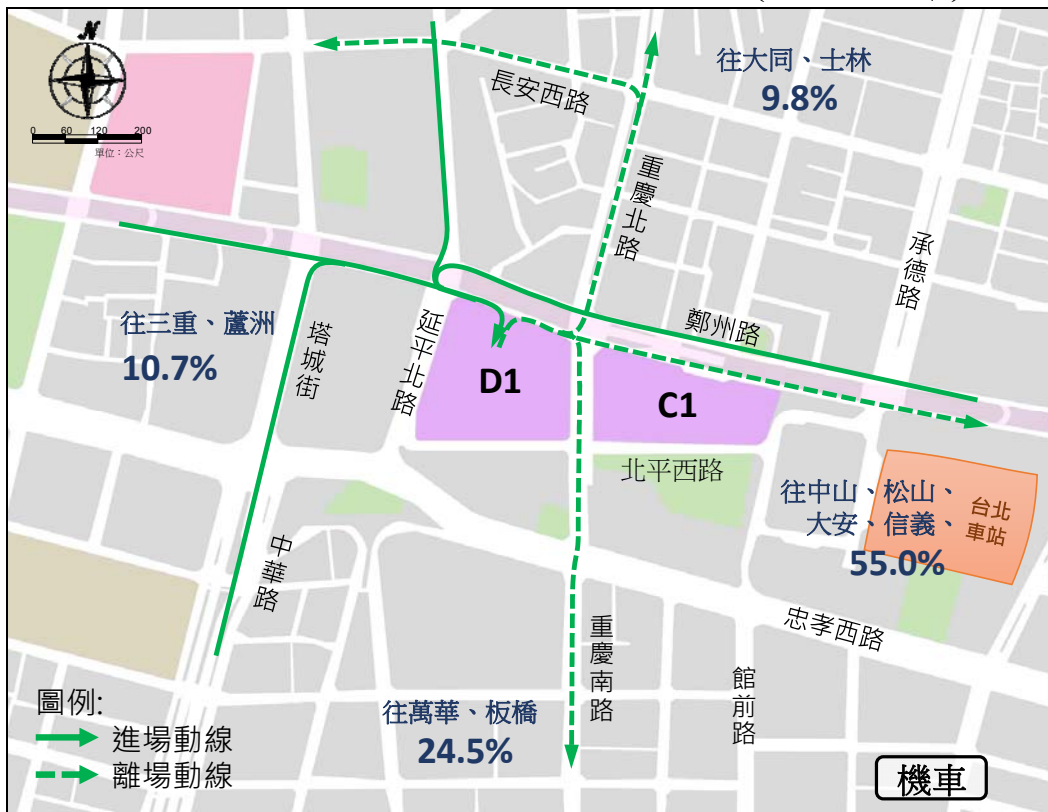 N
0 60 120 200
單位：公尺
長安西路
往大同、士林
9.8%
重慶北路
承德路
往三重、蘆洲
10.7%
塔城街
延平北路
鄭州路
D1
C1
北平西路
往中山、松山、
大安、信義、
55.0%
台北
車站
中華路
忠孝西路
重慶南路
館前路
往萬華、板橋
24.5%
圖例:
進場動線
離場動線
機車